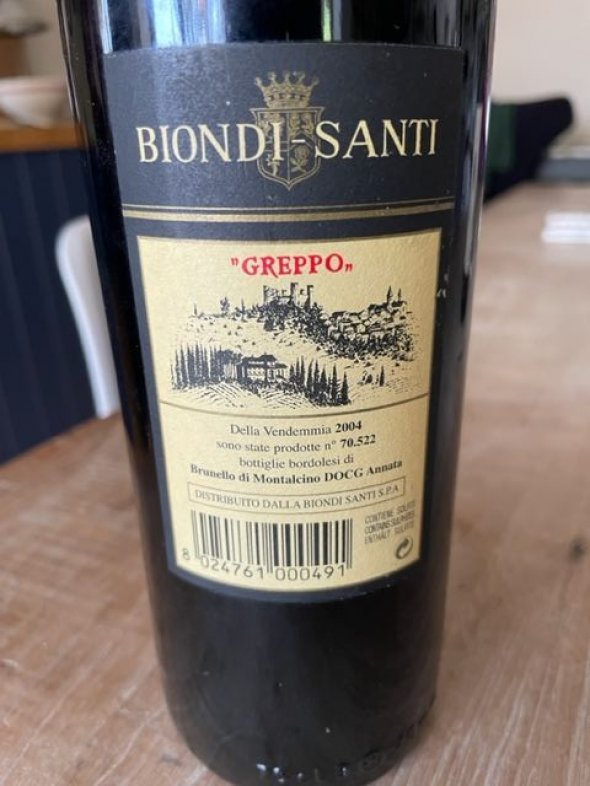 BIONDI-SANTI
"GREPPO"
Della Vendemmia 2004
sono state prodotte n° 70.522
bottiglie bordolesi di
Brunello di Montalcino DOCG Annata
DISTRIBUITO DALLA BIONDI SANTI S.P.A
CONTIENE SOLFITI
CONTAINS SULPHITES
ENTHÄLT SULFITE
8 024761 000491